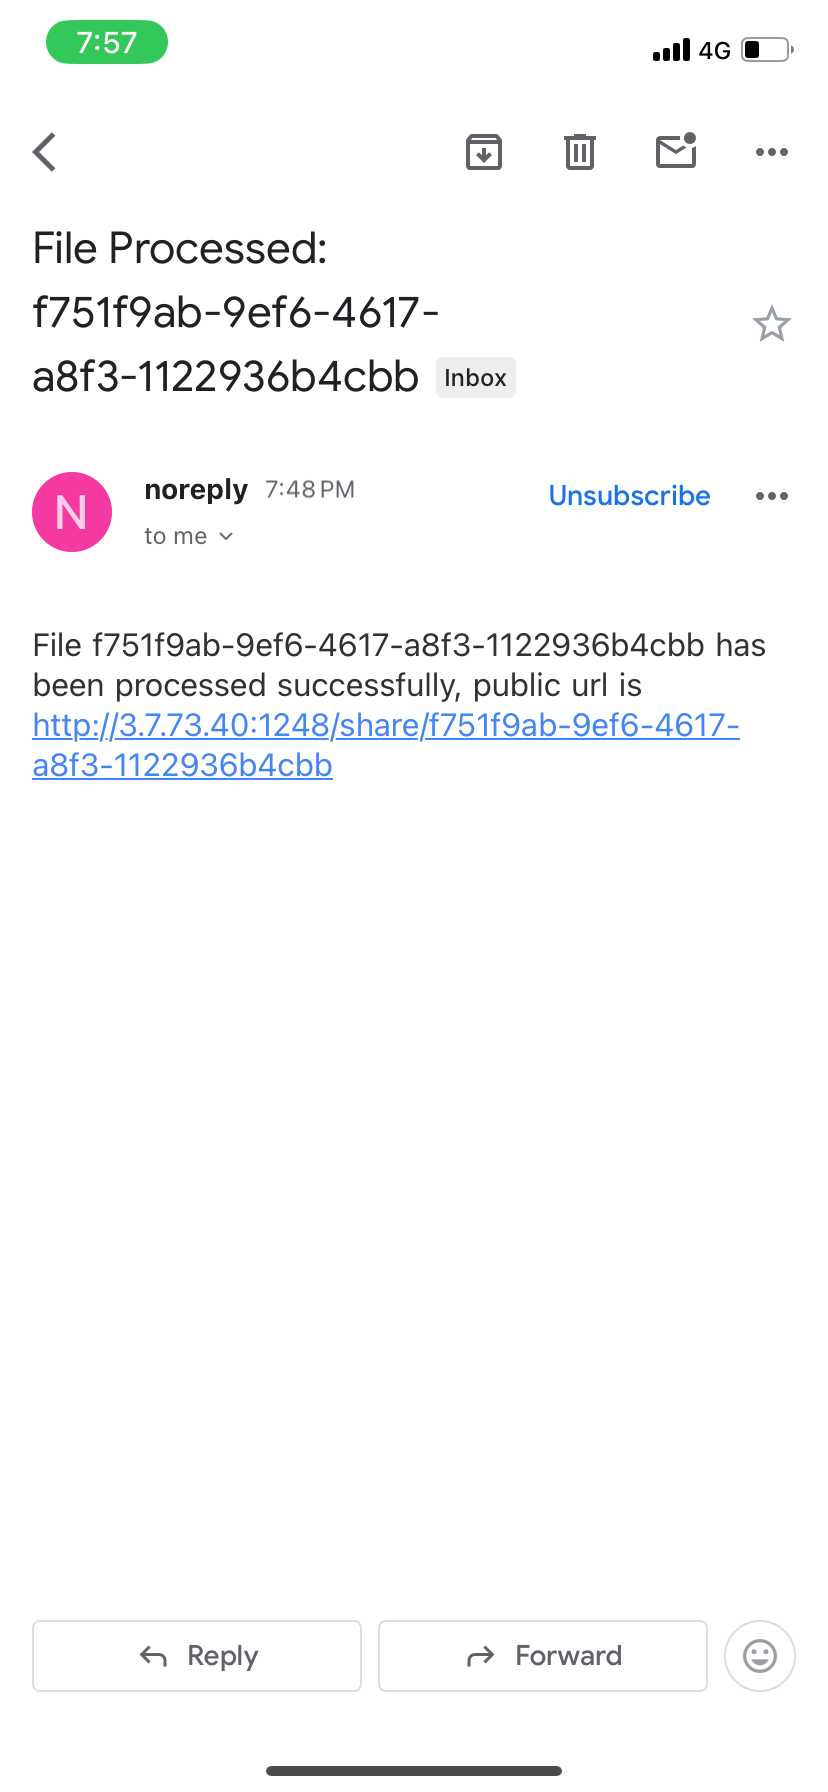 7:57
4G
File Processed:
f751f9ab-9ef6-4617-
a8f3-1122936b4cbb Inbox
N
noreply 7:48 PM
Unsubscribe
to me
File f751f9ab-9ef6-4617-a8f3-1122936b4cbb has
been processed successfully, public url is
http://3.7.73.40:1248/share/f751f9ab-9ef6-4617-
a8f3-1122936b4cbb
Reply
Forward